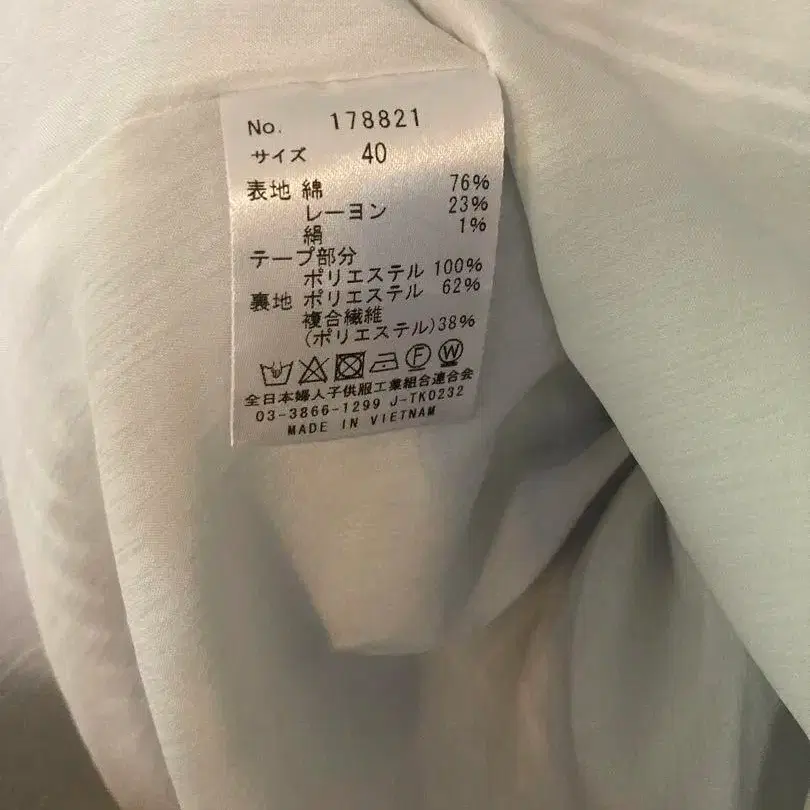 No. 178821
サイズ 40
表地 綿 76%
レーヨン 23%
絹 1%
テープ部分
ポリエステル 100%
裏地 ポリエステル 62%
複合繊維
(ポリエステル)38%
F W
全日本婦人子供服工業組合連合会
03-3866-1299 J-TK0232
MADE IN VIETNAM